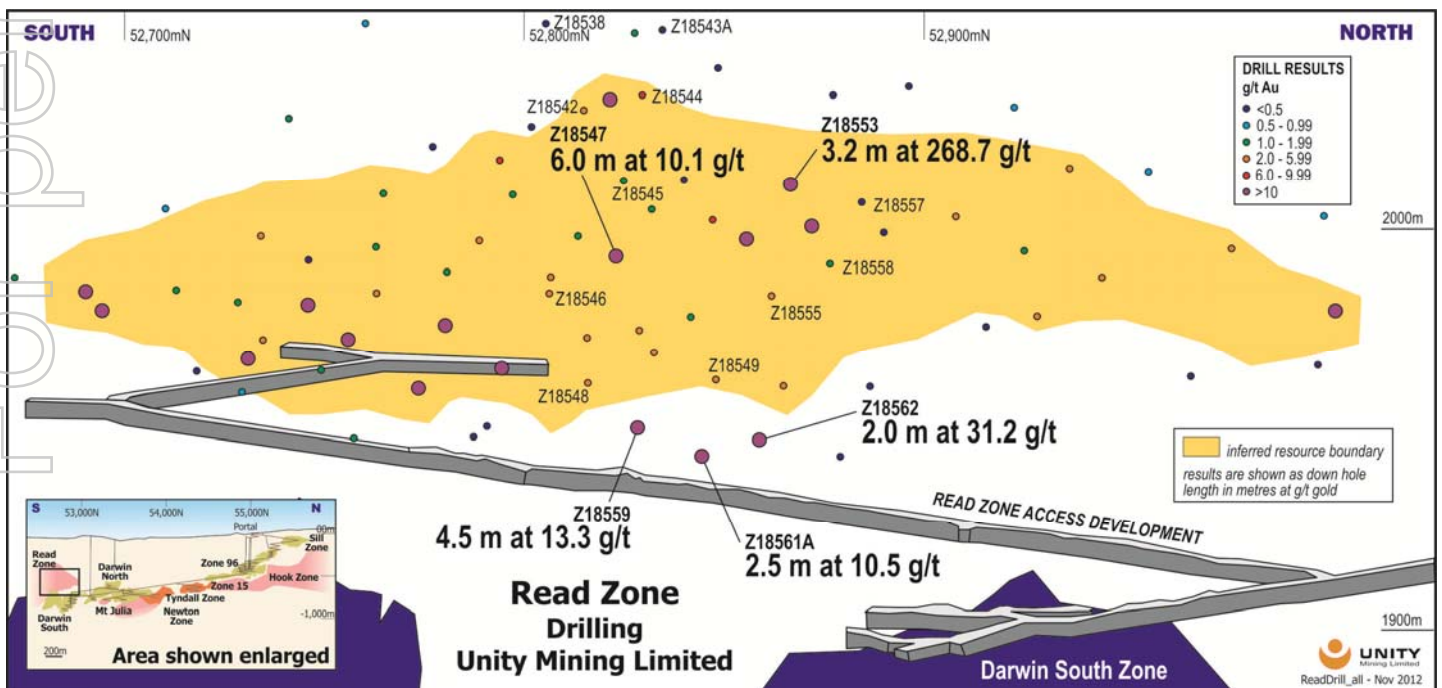 SOUTH
52,700mN
52,800mN
52,900mN
NORTH
Z18538
Z18543A
DRILL RESULTS
g/t Au
<0.5
0.5 - 0.99
1.0 - 1.99
2.0 - 5.99
6.0 - 9.99
>10
Z18542
Z18544
Z18547
6.0 m at 10.1 g/t
Z18553
3.2 m at 268.7 g/t
Z18545
Z18557
2000m
Z18558
Z18546
Z18555
Z18549
Z18548
Z18562
2.0 m at 31.2 g/t
inferred resource boundary
results are shown as down hole
length in metres at g/t gold
READ ZONE ACCESS DEVELOPMENT
Z18559
4.5 m at 13.3 g/t
Z18561A
2.5 m at 10.5 g/t
S
53,000N
54,000N
55,000N
N
Portal
00m
Sill
Zone
Read
Zone
Darwin
North
Zone 96
Hook Zone
Zone 15
Tyndall Zone
Mt Julia
Newton
Zone
-1,000m
Darwin
South
200m
Area shown enlarged
Read Zone
Drilling
Unity Mining Limited
Darwin South Zone
1900m
UNITY
Mining Limited
ReadDrill_all - Nov 2012